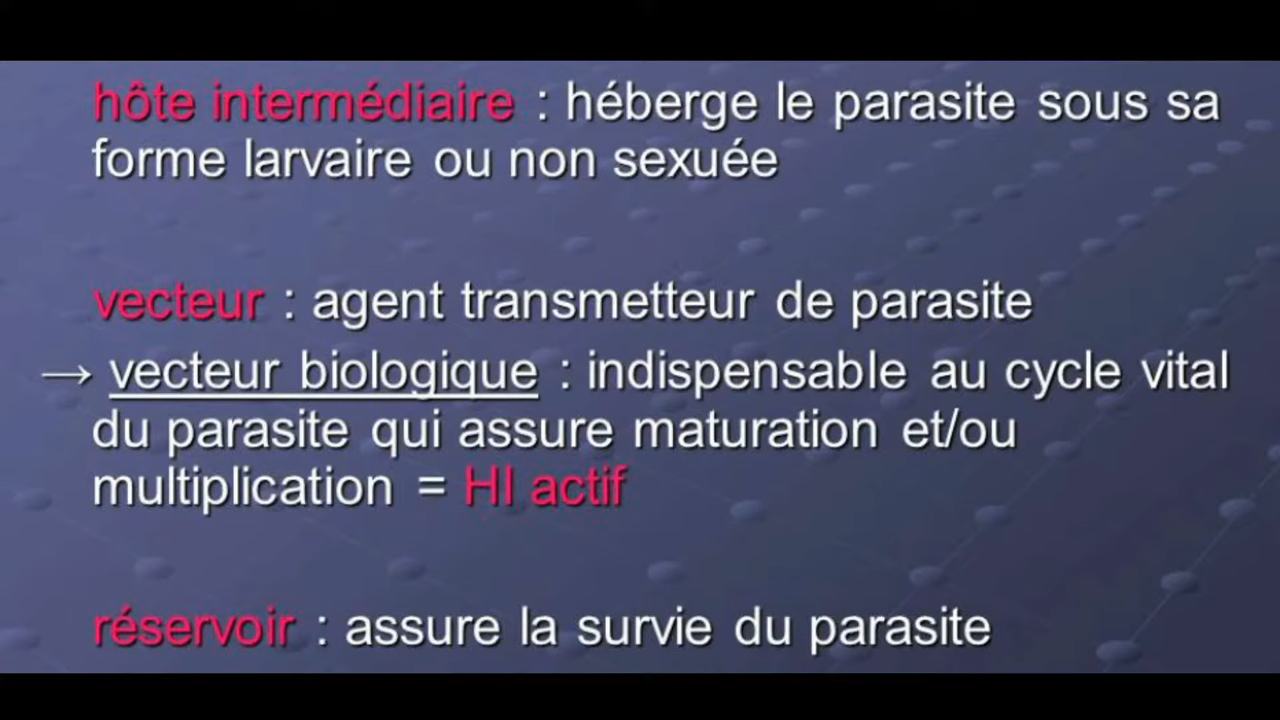 hôte intermédiaire : héberge le parasite sous sa
forme larvaire ou non sexuée
vecteur : agent transmetteur de parasite
→ vecteur biologique : indispensable au cycle vital
du parasite qui assure maturation et/ou
multiplication = HI actif
réservoir : assure la survie du parasite